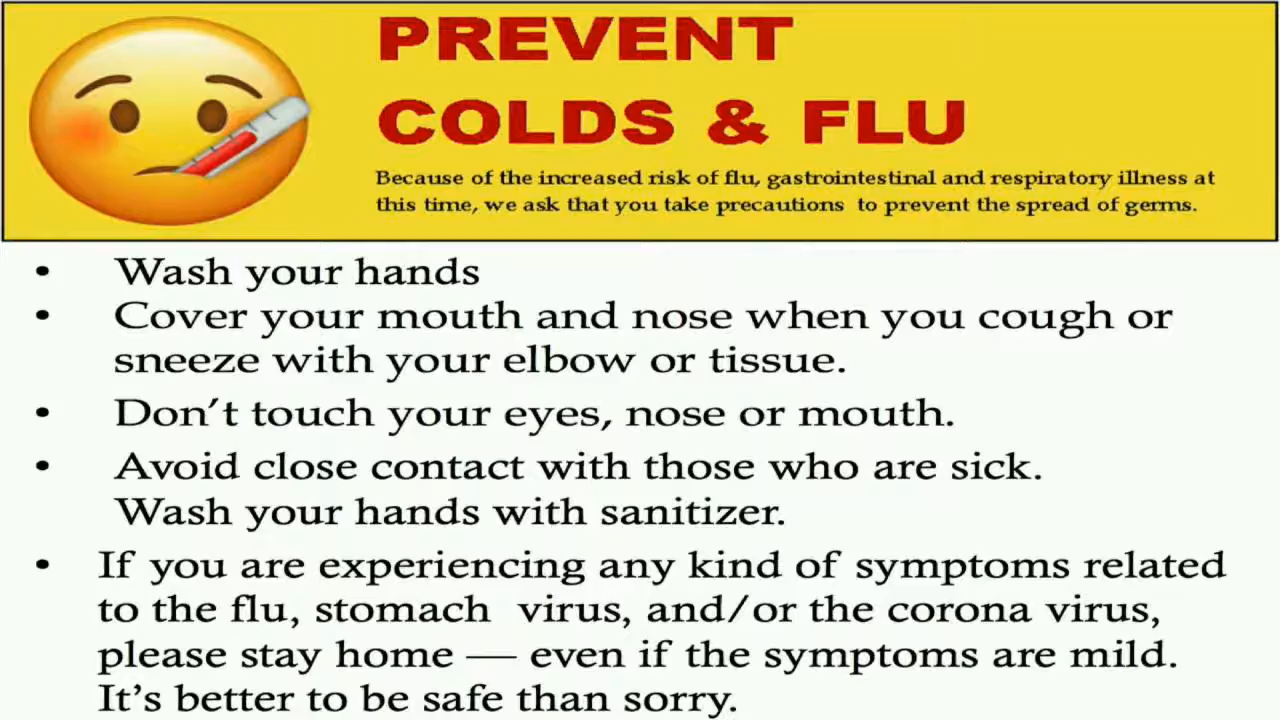 PREVENT
COLDS & FLU
Because of the increased risk of flu, gastrointestinal and respiratory illness at
this time, we ask that you take precautions to prevent the spread of germs.
• Wash your hands
• Cover your mouth and nose when you cough or
sneeze with your elbow or tissue.
• Don't touch your eyes, nose or mouth.
• Avoid close contact with those who are sick.
Wash your hands with sanitizer.
• If you are experiencing any kind of symptoms related
to the flu, stomach virus, and/or the corona virus,
please stay home — even if the symptoms are mild.
It's better to be safe than sorry.